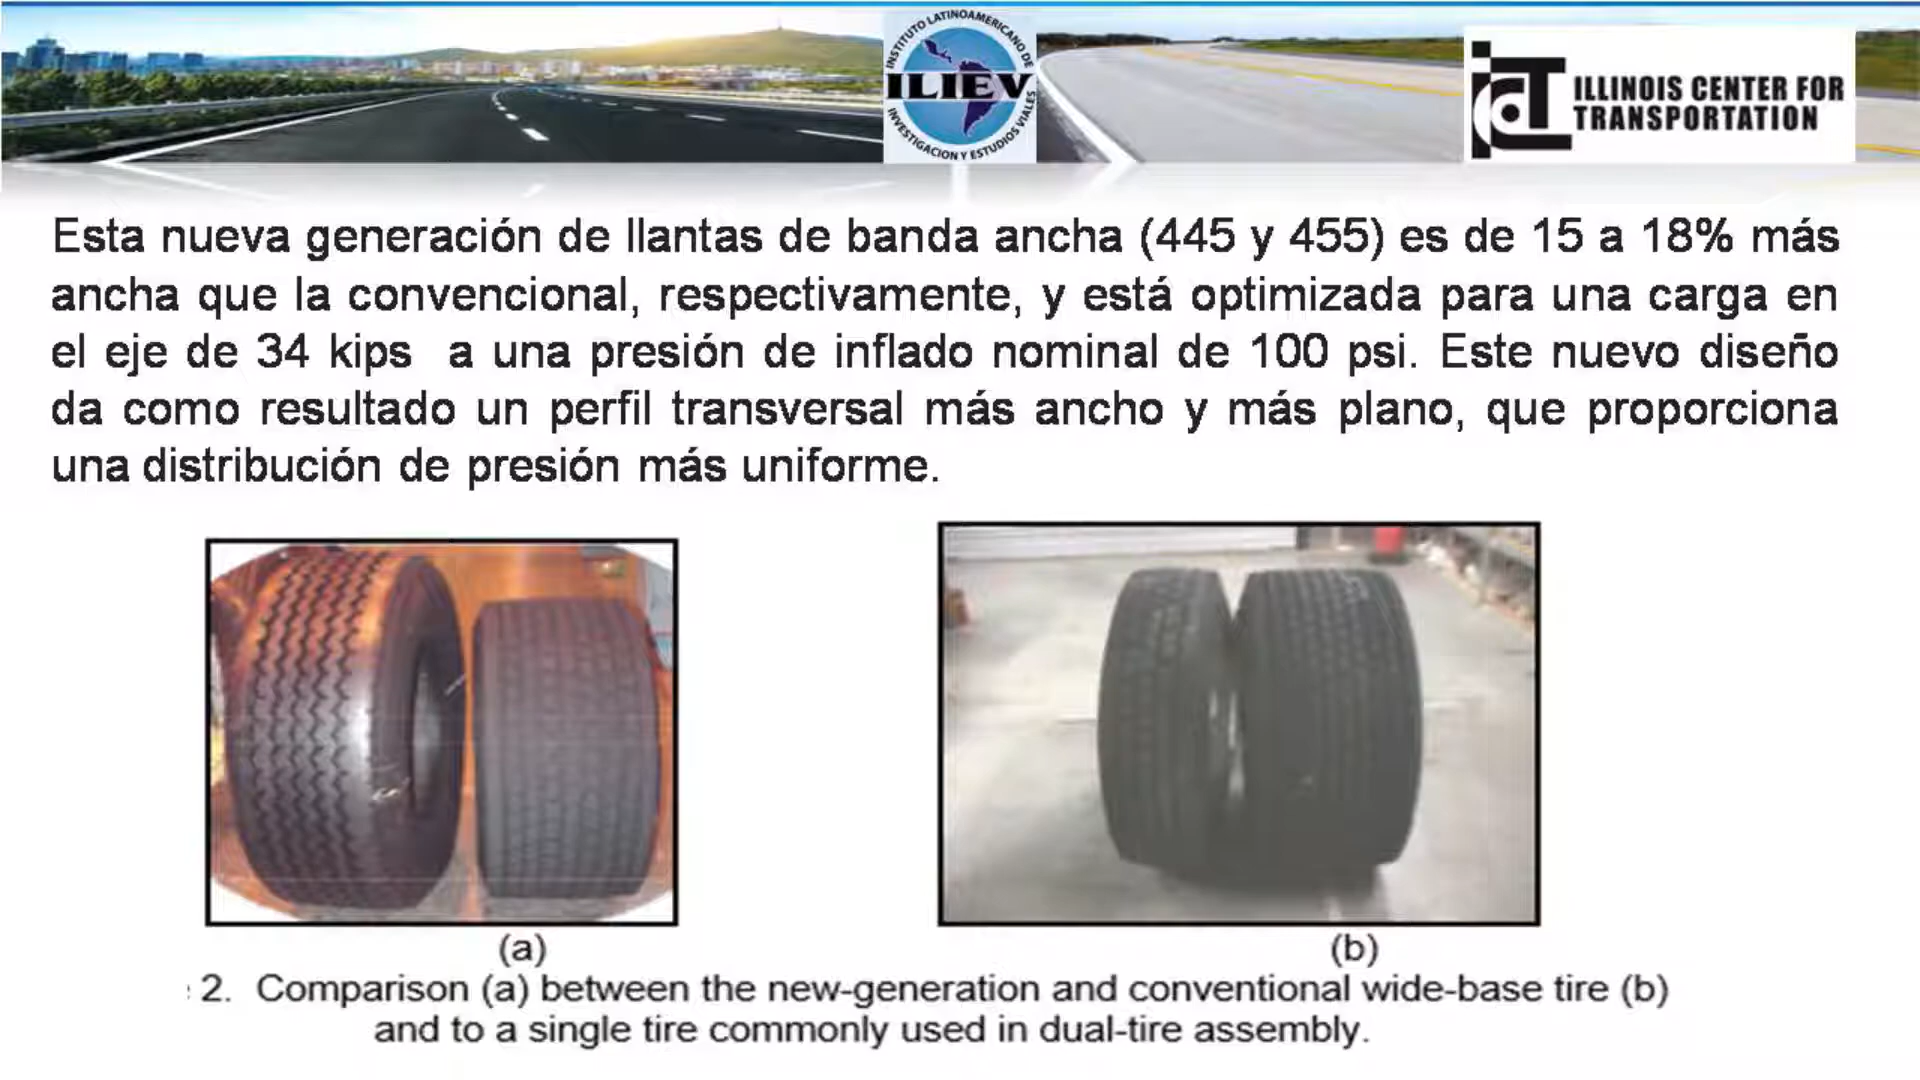 INSTITUTO LATINOAMERICANO DE
ILIEV
INVESTIGACION Y ESTUDIOS VIALES
icT ILLINOIS CENTER FOR
TRANSPORTATION
Esta nueva generación de llantas de banda ancha (445 y 455) es de 15 a 18% más
ancha que la convencional, respectivamente, y está optimizada para una carga en
el eje de 34 kips a una presión de inflado nominal de 100 psi. Este nuevo diseño
da como resultado un perfil transversal más ancho y más plano, que proporciona
una distribución de presión más uniforme.
(a)
(b)
2. Comparison (a) between the new-generation and conventional wide-base tire (b)
and to a single tire commonly used in dual-tire assembly.